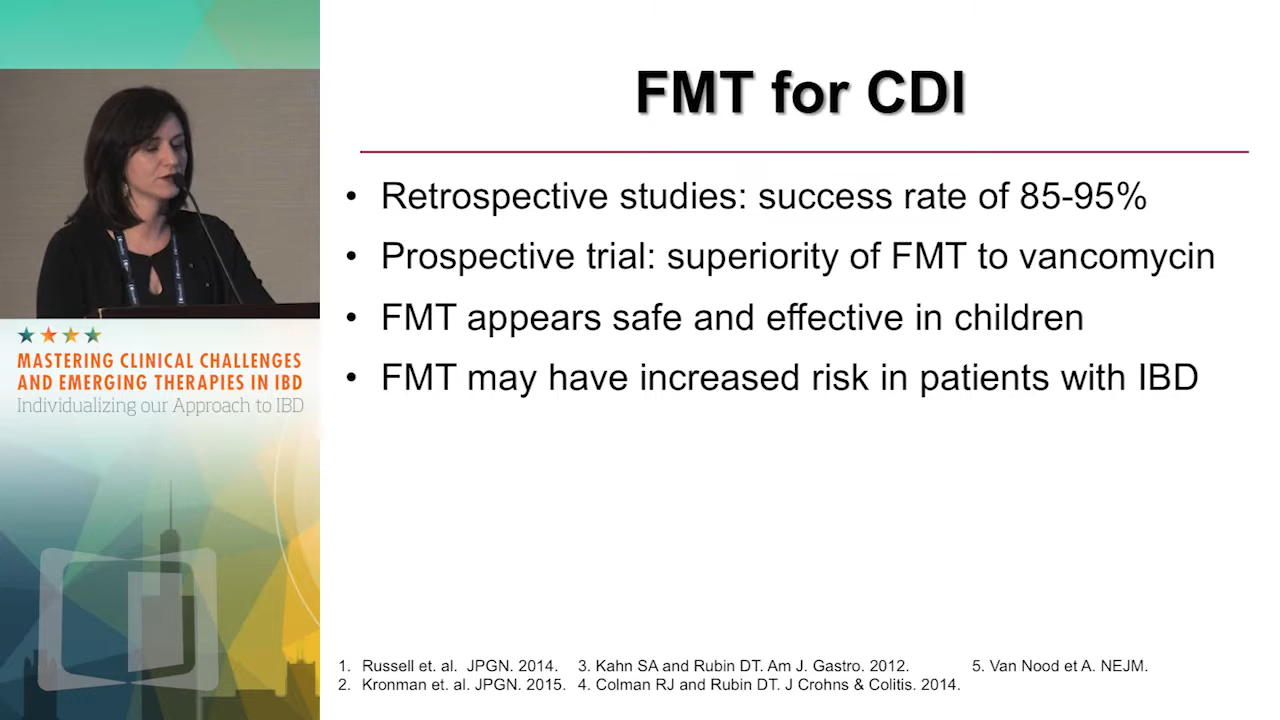 FMT for CDI
• Retrospective studies: success rate of 85-95%
• Prospective trial: superiority of FMT to vancomycin
• FMT appears safe and effective in children
• FMT may have increased risk in patients with IBD
MASTERING CLINICAL CHALLENGES
AND EMERGING THERAPIES IN IBD
Individualizing our Approach to IBD
1. Russell et. al. JPGN. 2014. 3. Kahn SA and Rubin DT. Am J. Gastro. 2012. 5. Van Nood et A. NEJM.
2. Kronman et. al. JPGN. 2015. 4. Colman RJ and Rubin DT. J Crohns & Colitis. 2014.